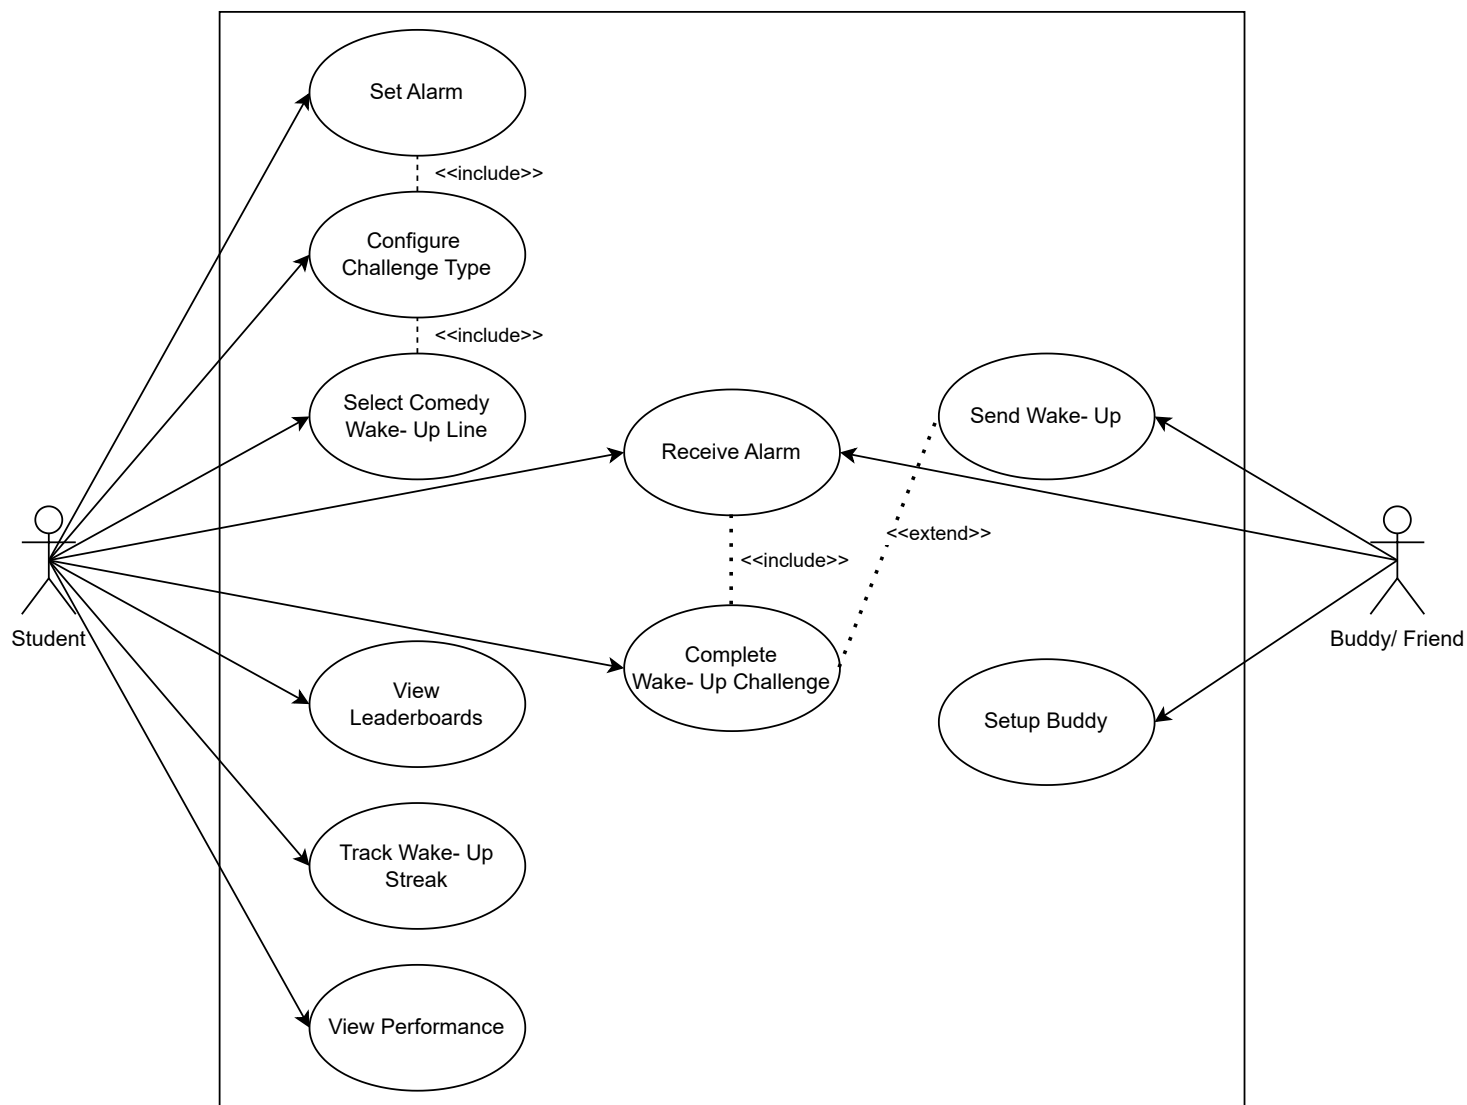 Set Alarm
<<include>>
Configure
Challenge Type
<<include>>
Select Comedy
Wake- Up Line
Receive Alarm
Send Wake- Up
<<include>>
<<extend>>
Student
Buddy/ Friend
Complete
Wake- Up Challenge
View
Leaderboards
Setup Buddy
Track Wake- Up
Streak
View Performance